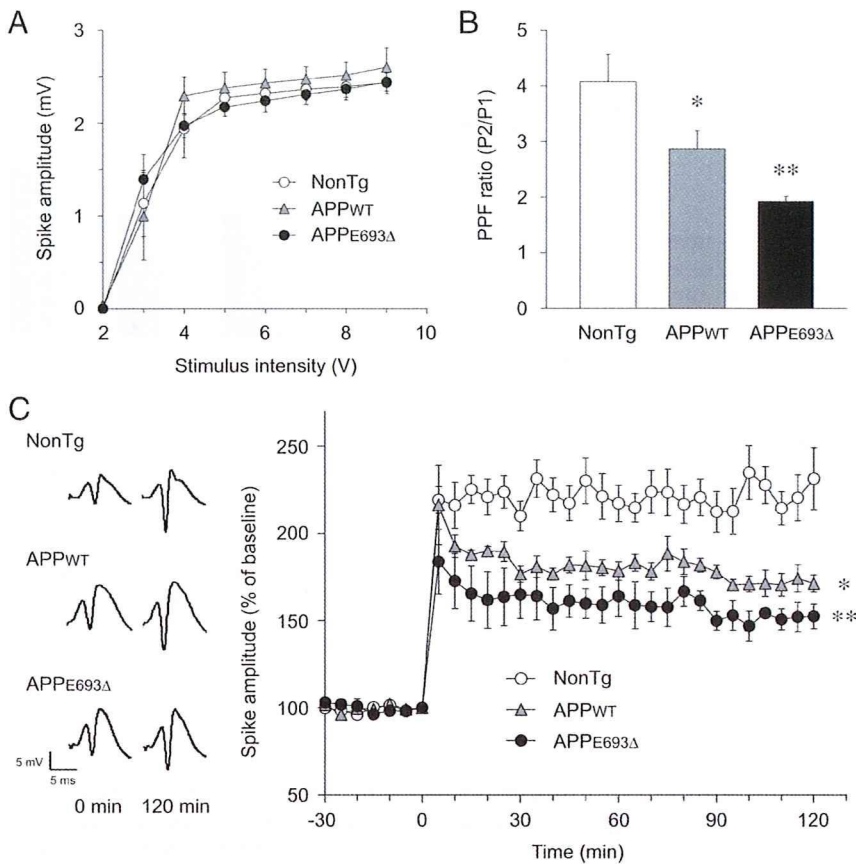 A
Spike amplitude (mV)
3
2
1
0
2
4
6
8
10
Stimulus intensity (V)
NonTg
APPWT
APPE693Δ
B
PPF ratio (P2/P1)
5
4
3
2
1
0
*
**
NonTg
APPWT
APPE693Δ
C
NonTg
APPWT
APPE693Δ
5 mV
5 ms
0 min
120 min
Spike amplitude (% of baseline)
250
200
150
100
50
-30
0
30
60
90
120
Time (min)
NonTg
APPWT
APPE693Δ
*
**